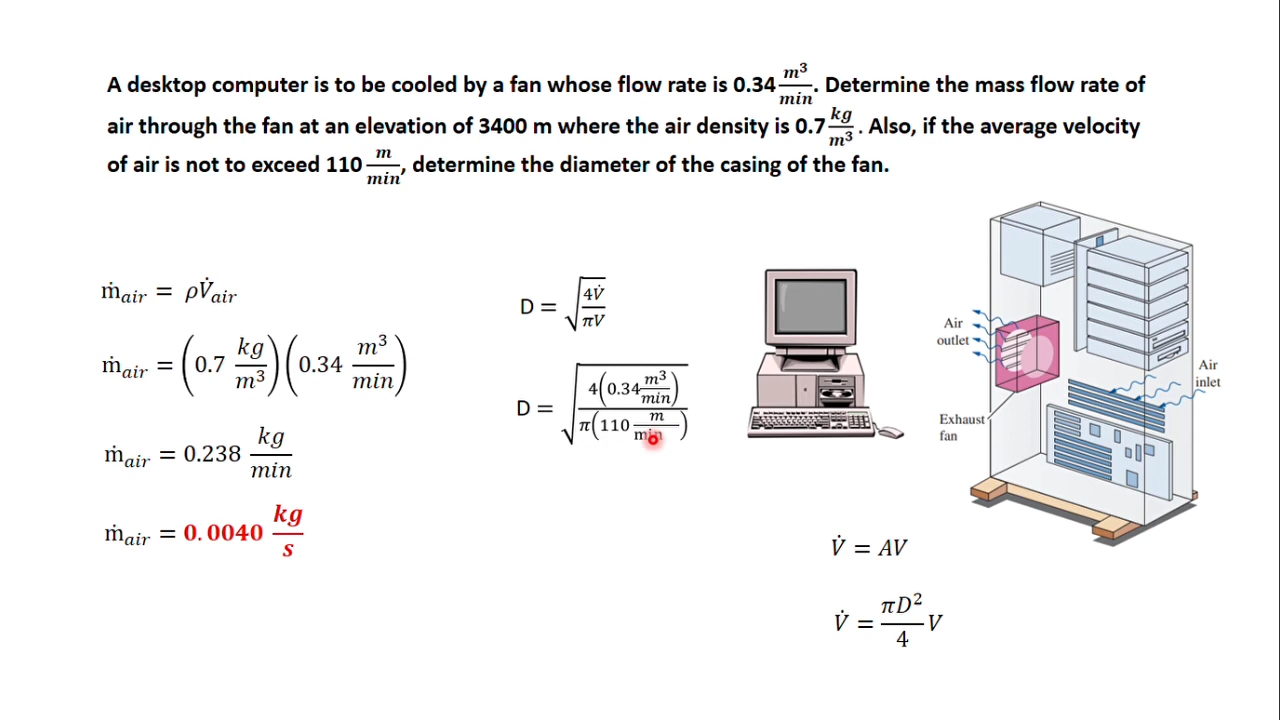 A desktop computer is to be cooled by a fan whose flow rate is 0.34 m³/min. Determine the mass flow rate of
air through the fan at an elevation of 3400 m where the air density is 0.7 kg/m³. Also, if the average velocity
of air is not to exceed 110 m/min, determine the diameter of the casing of the fan.
ṁ_air = ρV̇_air
ṁ_air = (0.7 kg/m³)(0.34 m³/min)
ṁ_air = 0.238 kg/min
ṁ_air = 0.0040 kg/s
D = √(4V̇/πV)
D = √(4(0.34 m³/min)/π(110 m/min))
Air
outlet
Exhaust
fan
Air
inlet
V̇ = AV
V̇ = πD²/4 V